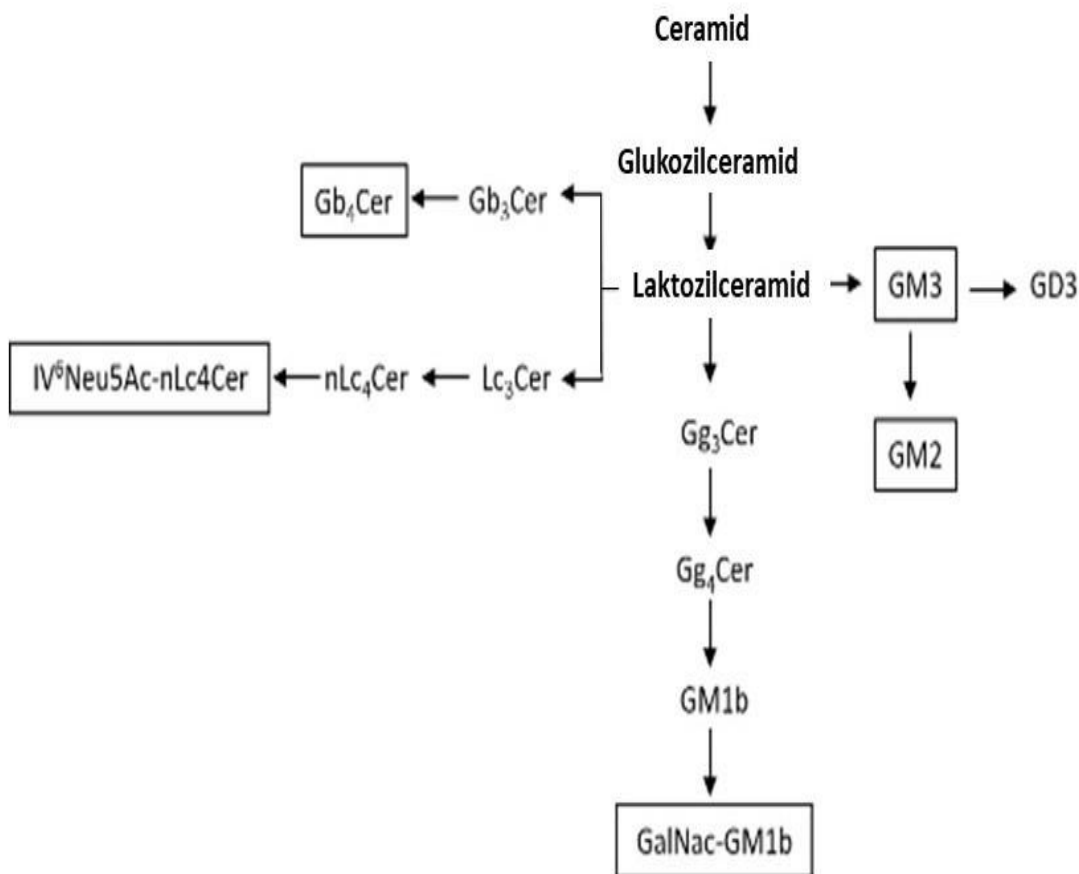 Ceramid
Glukozilceramid
Gb₄Cer
Gb₃Cer
Laktozilceramid
GM3
GD3
IV⁶Neu5Ac-nLc4Cer
nLc₄Cer
Lc₃Cer
Gg₃Cer
GM2
Gg₄Cer
GM1b
GalNac-GM1b